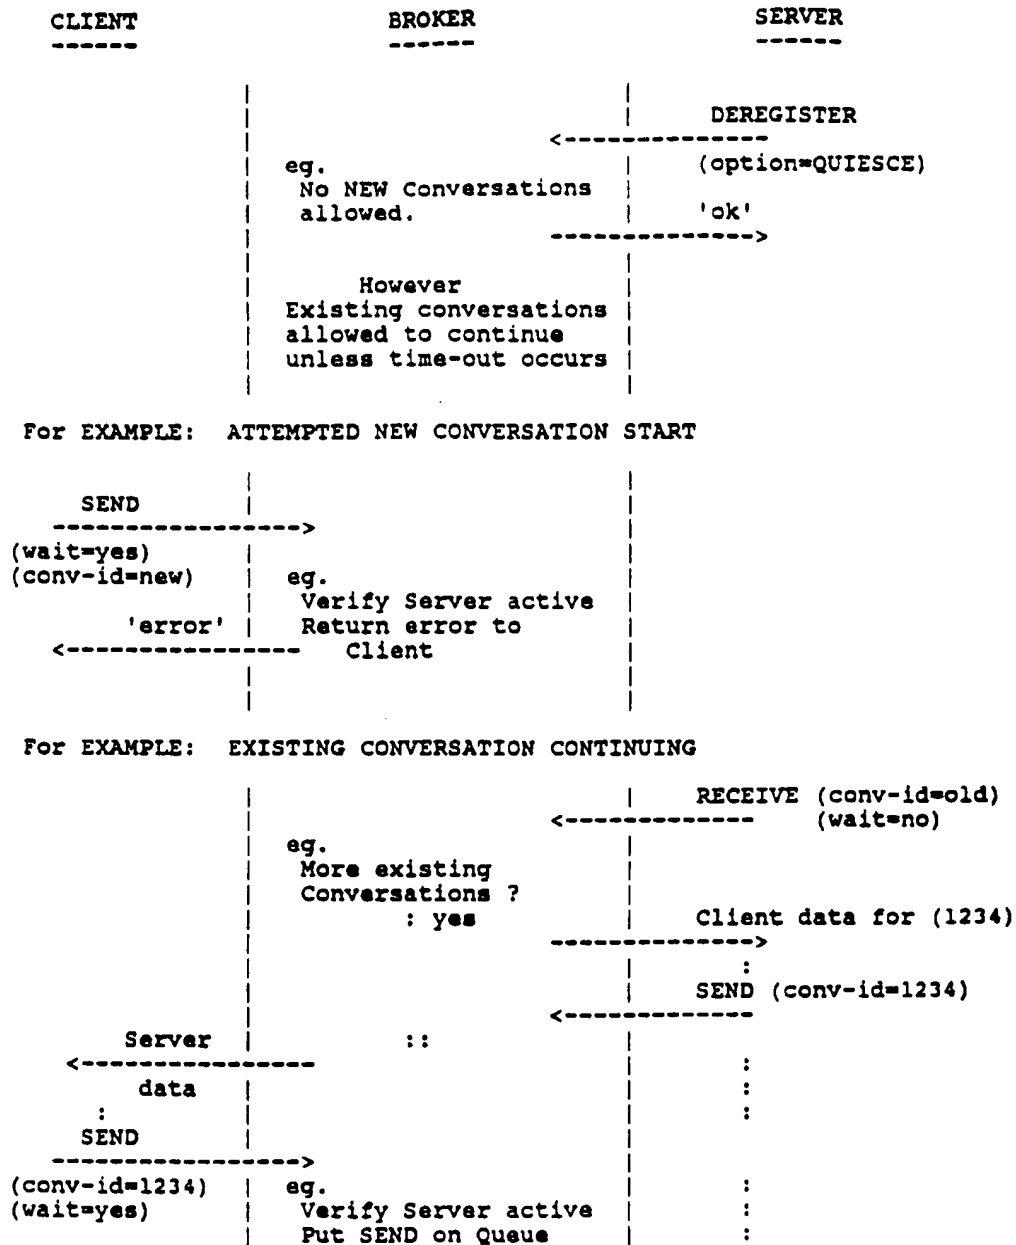 CLIENT BROKER SERVER
------ ------ ------
DEREGISTER
<---------------
eg. (option=QUIESCE)
No NEW Conversations
allowed. 'ok'
-------------->
However
Existing conversations
allowed to continue
unless time-out occurs
For EXAMPLE: ATTEMPTED NEW CONVERSATION START
SEND
----------------->
(wait=yes)
(conv-id=new) eg.
Verify Server active
'error' Return error to
<---------------- Client
For EXAMPLE: EXISTING CONVERSATION CONTINUING
RECEIVE (conv-id=old)
<------------- (wait=no)
eg.
More existing
Conversations ?
: yes Client data for (1234)
-------------->
:
SEND (conv-id=1234)
<-------------
Server ::
<----------------- :
data :
: :
SEND
----------------->
(conv-id=1234) eg. :
(wait=yes) Verify Server active :
Put SEND on Queue :